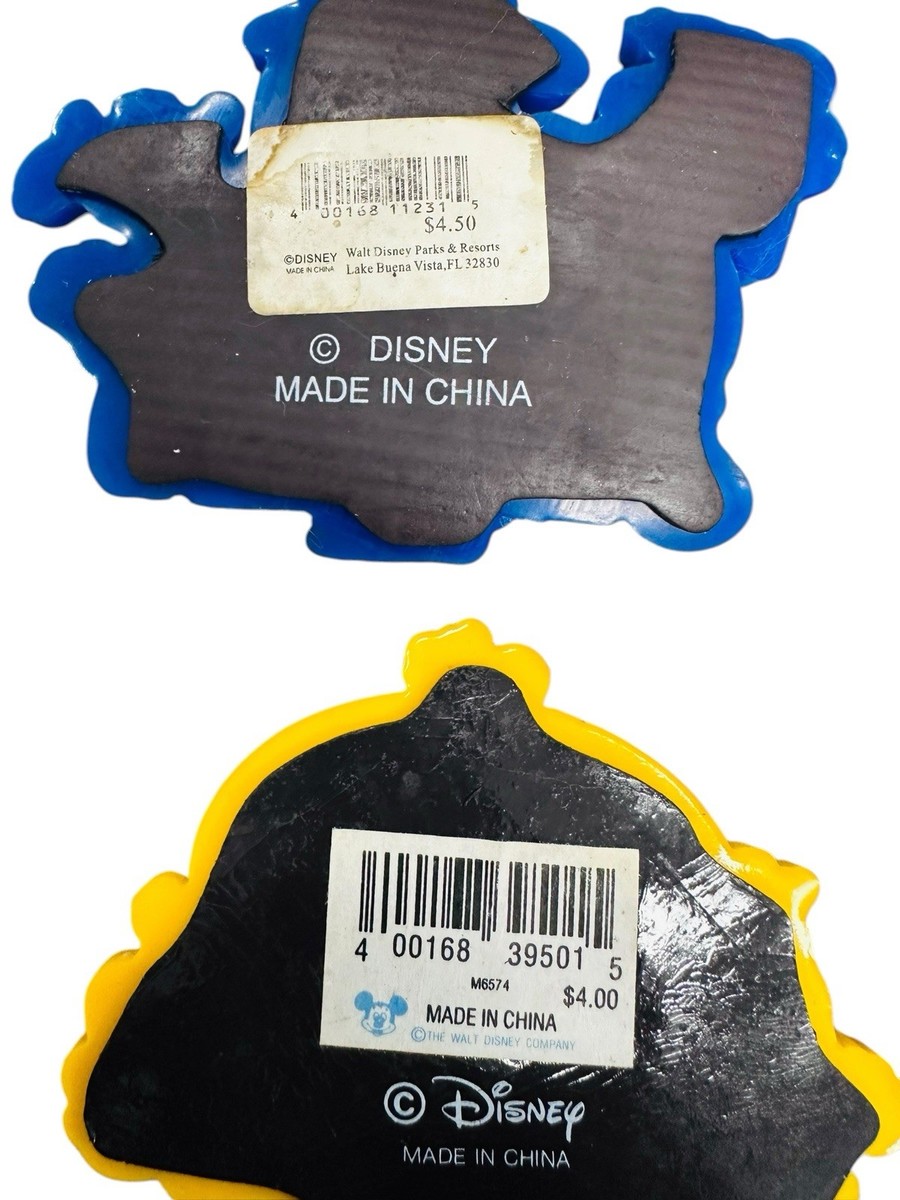 4 00168 11231 5
$4.50
©DISNEY Walt Disney Parks & Resorts
MADE IN CHINA Lake Buena Vista,FL 32830
© DISNEY
MADE IN CHINA
4 00168 39501 5
M6574
$4.00
MADE IN CHINA
©THE WALT DISNEY COMPANY
© Disney
MADE IN CHINA